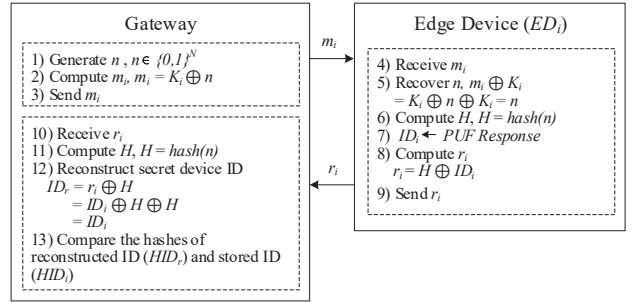 Gateway
1) Generate n , n ∈ {0,1}^N
2) Compute m_i, m_i = K_i ⊕ n
3) Send m_i
10) Receive r_i
11) Compute H, H = hash(n)
12) Reconstruct secret device ID
ID_r = r_i ⊕ H
= ID_i ⊕ H ⊕ H
= ID_i
13) Compare the hashes of
reconstructed ID (HID_r) and stored ID
(HID_i)
m_i
r_i
Edge Device (ED_i)
4) Receive m_i
5) Recover n, m_i ⊕ K_i
= K_i ⊕ n ⊕ K_i = n
6) Compute H, H = hash(n)
7) ID_i ← PUF Response
8) Compute r_i
r_i = H ⊕ ID_i
9) Send r_i